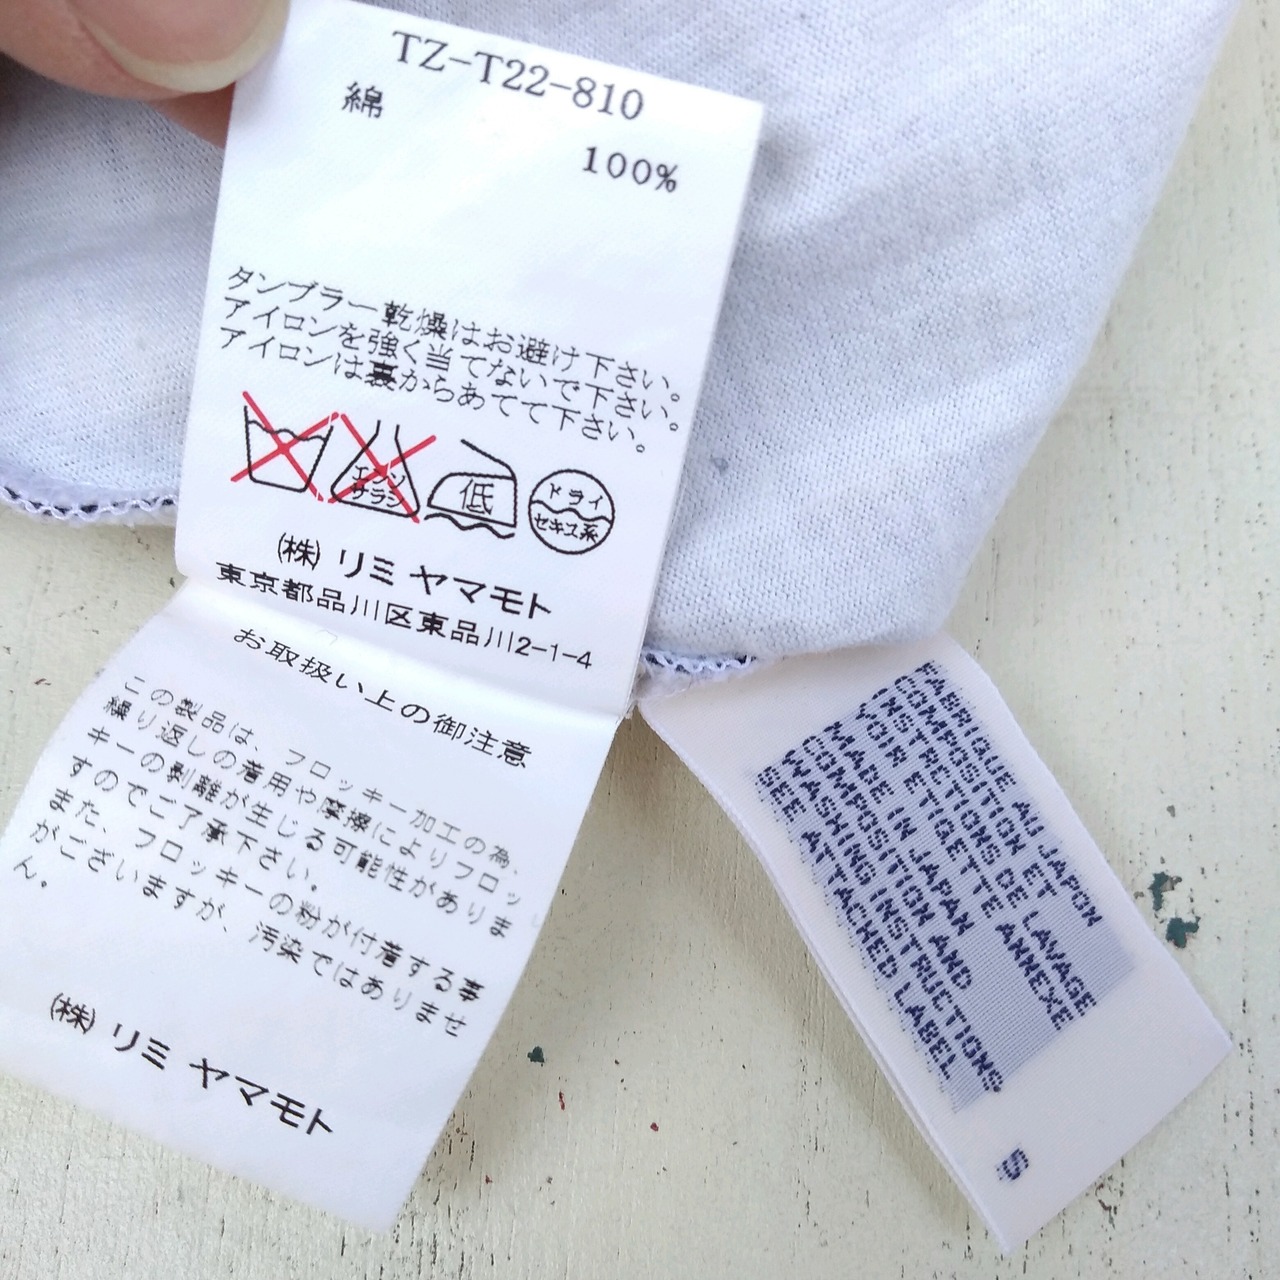 TZ-T22-810
綿
100%
タンブラー乾燥はお避け下さい。
アイロンを強く当てないで下さい。
アイロンは裏からあてて下さい。
エンソ
サラシ
低
ドライ
セキユ系
㈱ リミ ヤマモト
東京都品川区東品川2-1-4
お取扱い上の御注意
この製品は、フロッキー加工の為、
繰り返しの着用や摩擦によりフロッ
キーの剥離が生じる可能性がありま
すのでご了承下さい。
また、フロッキーの粉が付着する事
がございますが、汚染ではありませ
ん。
㈱ リミ ヤマモト
FABRIQUE AU JAPON
COMPOSITION ET LAVAGE
INSTRUCTIONS DE
VOIR ETIQETTE ANNEXE
MADE IN JAPAN
COMPOSITION AND
WASHING INSTRUCTIONS
SEE ATTACHED LABEL
S